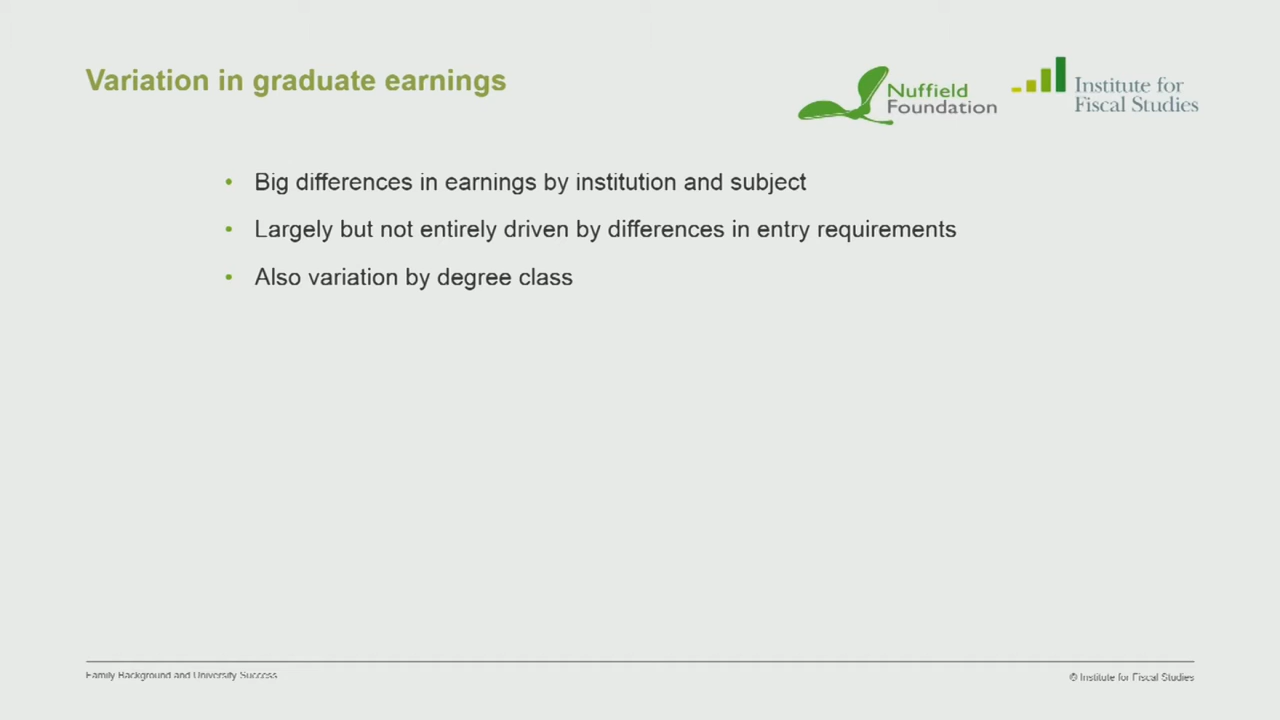 Variation in graduate earnings
Nuffield
Foundation
Institute for
Fiscal Studies
• Big differences in earnings by institution and subject
• Largely but not entirely driven by differences in entry requirements
• Also variation by degree class
Family Background and University Success
© Institute for Fiscal Studies